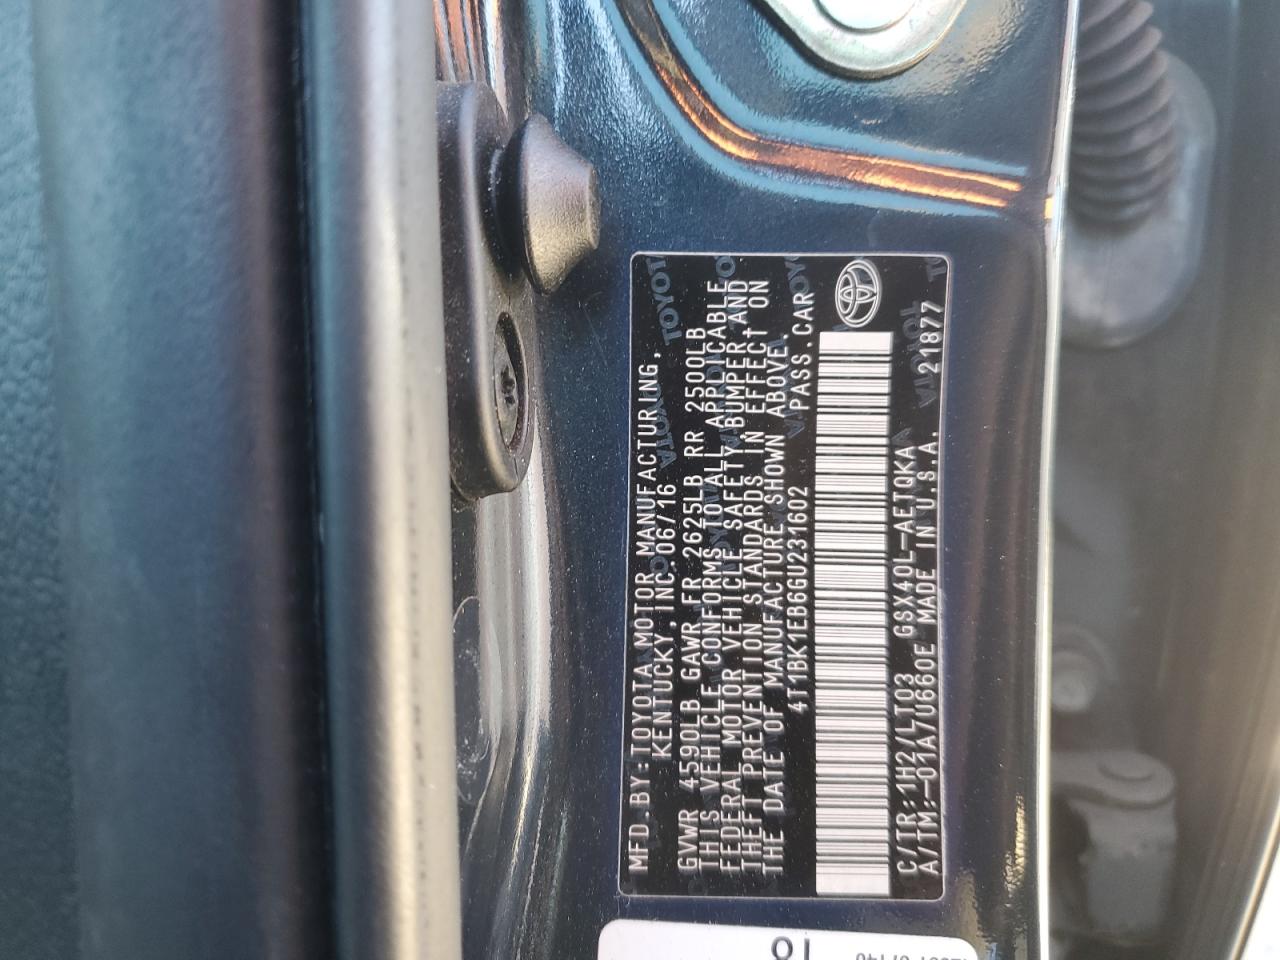 MFD.BY:TOYOTA MOTOR MANUFACTURING,
KENTUCKY, INC. 06/16
GVWR 4590LB GAWR FR 2625LB RR 2500LB
THIS VEHICLE CONFORMS TO ALL APPLICABLE
FEDERAL MOTOR VEHICLE SAFETY, BUMPER, AND
THEFT PREVENTION STANDARDS IN EFFECT ON
THE DATE OF MANUFACTURE SHOWN ABOVE.
4T1BK1EB6GU231602 PASS.CAR
C/TR:1H2/LT03 GSX40L-AETQKA
A/TM:-01A/U660E MADE IN U.S.A. 21877